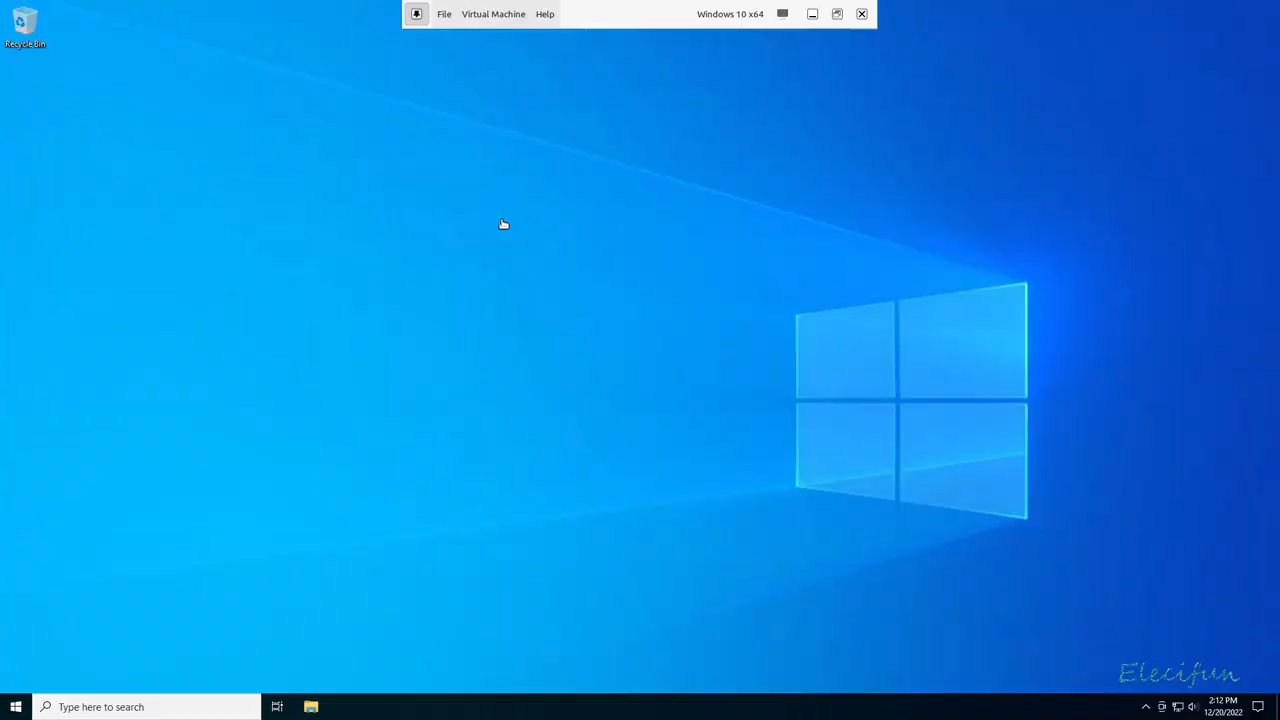 File Virtual Machine Help Windows 10 x64
Recycle Bin
Elecifun
Type here to search
2:12 PM
12/20/2022